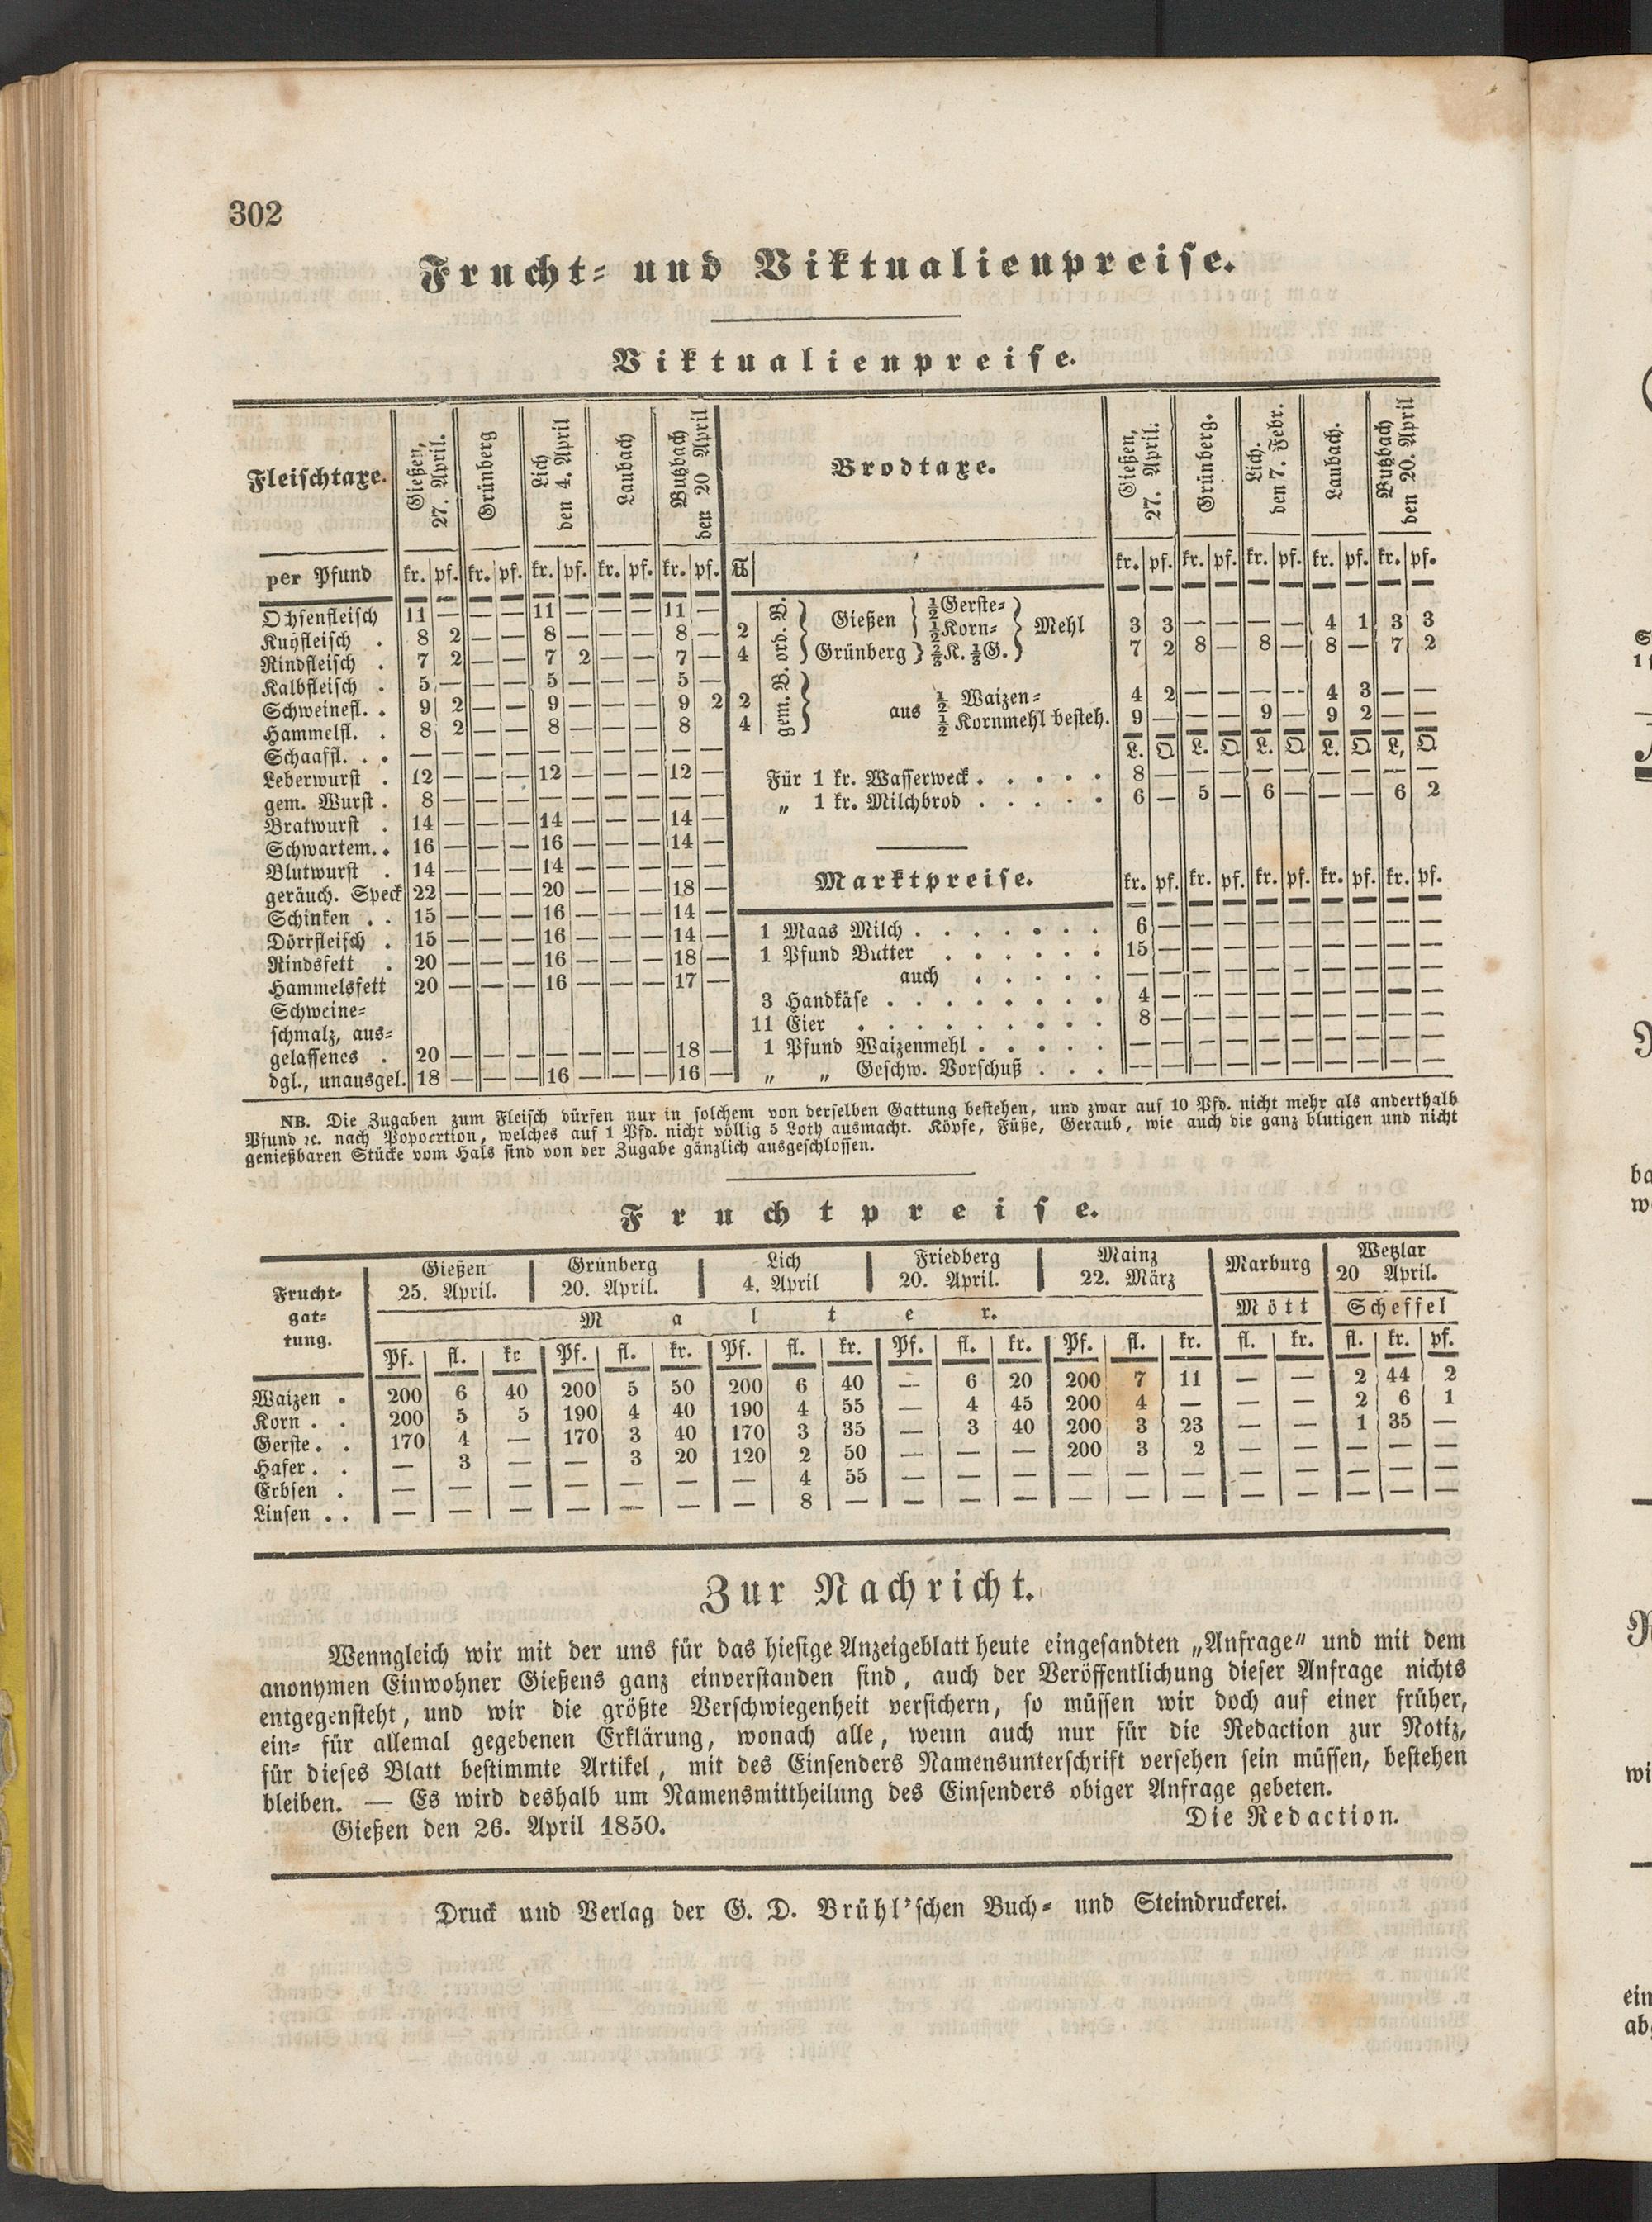 302
Frucht- und Viktualienpreise.
Viktualienpreise.
Fleischtaxe. Gießen, 27. April. Grünberg Lich den 4. April Laubach Butzbach den 20 April
per Pfund kr. pf. kr. pf. kr. pf. kr. pf. kr. pf.
Ochsenfleisch 11 — — — 11 — — — 11 —
Kuhfleisch . 8 2 — — 8 — — — 8 —
Rindfleisch . 7 2 — — 7 2 — — 7 —
Kalbfleisch . 5 — — — 5 — — — 5 —
Schweinefl. . 9 2 — — 9 — — — 9 2
Hammelfl. . 8 2 — — 8 — — — 8 —
Schaaffl. . . — — — — — — — — — —
Leberwurst . 12 — — — 12 — — — 12 —
gem. Wurst . 8 — — — — — — — — —
Bratwurst . 14 — — — 14 — — — 14 —
Schwartem. . 16 — — — 16 — — — 14 —
Blutwurst . 14 — — — 14 — — — — —
geräuch. Speck 22 — — — 20 — — — 18 —
Schinken . . 15 — — — 16 — — — 14 —
Dörrfleisch . 15 — — — 16 — — — 14 —
Rindsfett . 20 — — — 16 — — — 18 —
Hammelsfett 20 — — — 16 — — — 17 —
Schweine-
schmalz, aus-
gelassenes . 20 — — — — — — — 18 —
dgl., unausgel. 18 — — — 16 — — — 16 —
Brodtaxe. Gießen, 27. April. Grünberg. Lich. den 7. Febr. Laubach. Butzbach den 20. April
℔ kr. pf. kr. pf. kr. pf. kr. pf. kr. pf.
2 ord. B. Gießen ½ Gerste- ½ Korn- Mehl 3 3 — — — — 4 1 3 3
4 Grünberg ⅔ K. ⅓ G. 7 2 8 — 8 — 8 — 7 2
2 gem. B. aus ½ Waizen- 4 2 — — — — 4 3 — —
4 ½ Kornmehl besteh. 9 — — — 9 — 9 2 — —
L. Q L. Q L. Q L. Q L, Q
Für 1 kr. Wasserweck . . . . . 8 — — — — — — — — —
„ 1 kr. Milchbrod . . . . . 6 — 5 — 6 — — — 6 2
Marktpreise. kr. pf. kr. pf. kr. pf. kr. pf. kr. pf.
1 Maas Milch . . . . . . . 6 — — — — — — — — —
1 Pfund Butter . . . . . . 15 — — — — — — — — —
auch . . . . . — — — — — — — — — —
3 Handkäse . . . . . . . . 4 — — — — — — — — —
11 Eier . . . . . . . . . 8 — — — — — — — — —
1 Pfund Waizenmehl . . . . . — — — — — — — — — —
„ „ Geschw. Vorschuß . . . — — — — — — — — — —
NB. Die Zugaben zum Fleisch dürfen nur in solchem von derselben Gattung bestehen, und zwar auf 10 Pfd. nicht mehr als anderthalb
Pfund ꝛc. nach Popoertion, welches auf 1 Pfd. nicht völlig 5 Loth ausmacht. Köpfe, Füße, Geraub, wie auch die ganz blutigen und nicht
genießbaren Stücke vom Hals sind von der Zugabe gänzlich ausgeschlossen.
Fruchtpreise.
Frucht-
gat-
tung. Gießen 25. April. Grünberg 20. April. Lich 4. April Friedberg 20. April. Mainz 22. März Marburg Wetzlar 20 April.
Malter. Mött Scheffel
Pf. fl. kr Pf. fl. kr. Pf. fl. kr. Pf. fl. kr. Pf. fl. kr. fl. kr. fl. kr. pf.
Waizen . 200 6 40 200 5 50 200 6 40 — 6 20 200 7 11 — — 2 44 2
Korn . . 200 5 5 190 4 40 190 4 55 — 4 45 200 4 — — — 2 6 1
Gerste . . 170 4 — 170 3 40 170 3 35 — 3 40 200 3 23 — — 1 35 —
Hafer . . — 3 — — 3 20 120 2 50 — — — 200 3 2 — — — — —
Erbsen . — — — — — — — 4 55 — — — — — — — — — — —
Linsen . . — — — — — — — 8 — — — — — — — — — — — —
Zur Nachricht.
Wenngleich wir mit der uns für das hiesige Anzeigeblatt heute eingesandten „Anfrage" und mit dem
anonymen Einwohner Gießens ganz einverstanden sind, auch der Veröffentlichung dieser Anfrage nichts
entgegensteht, und wir die größte Verschwiegenheit versichern, so müssen wir doch auf einer früher,
ein- für allemal gegebenen Erklärung, wonach alle, wenn auch nur für die Redaction zur Notiz,
für dieses Blatt bestimmte Artikel, mit des Einsenders Namensunterschrift versehen sein müssen, bestehen
bleiben. — Es wird deshalb um Namensmittheilung des Einsenders obiger Anfrage gebeten.
Gießen den 26. April 1850. Die Redaction.
Druck und Verlag der G. D. Brühl'schen Buch- und Steindruckerei.